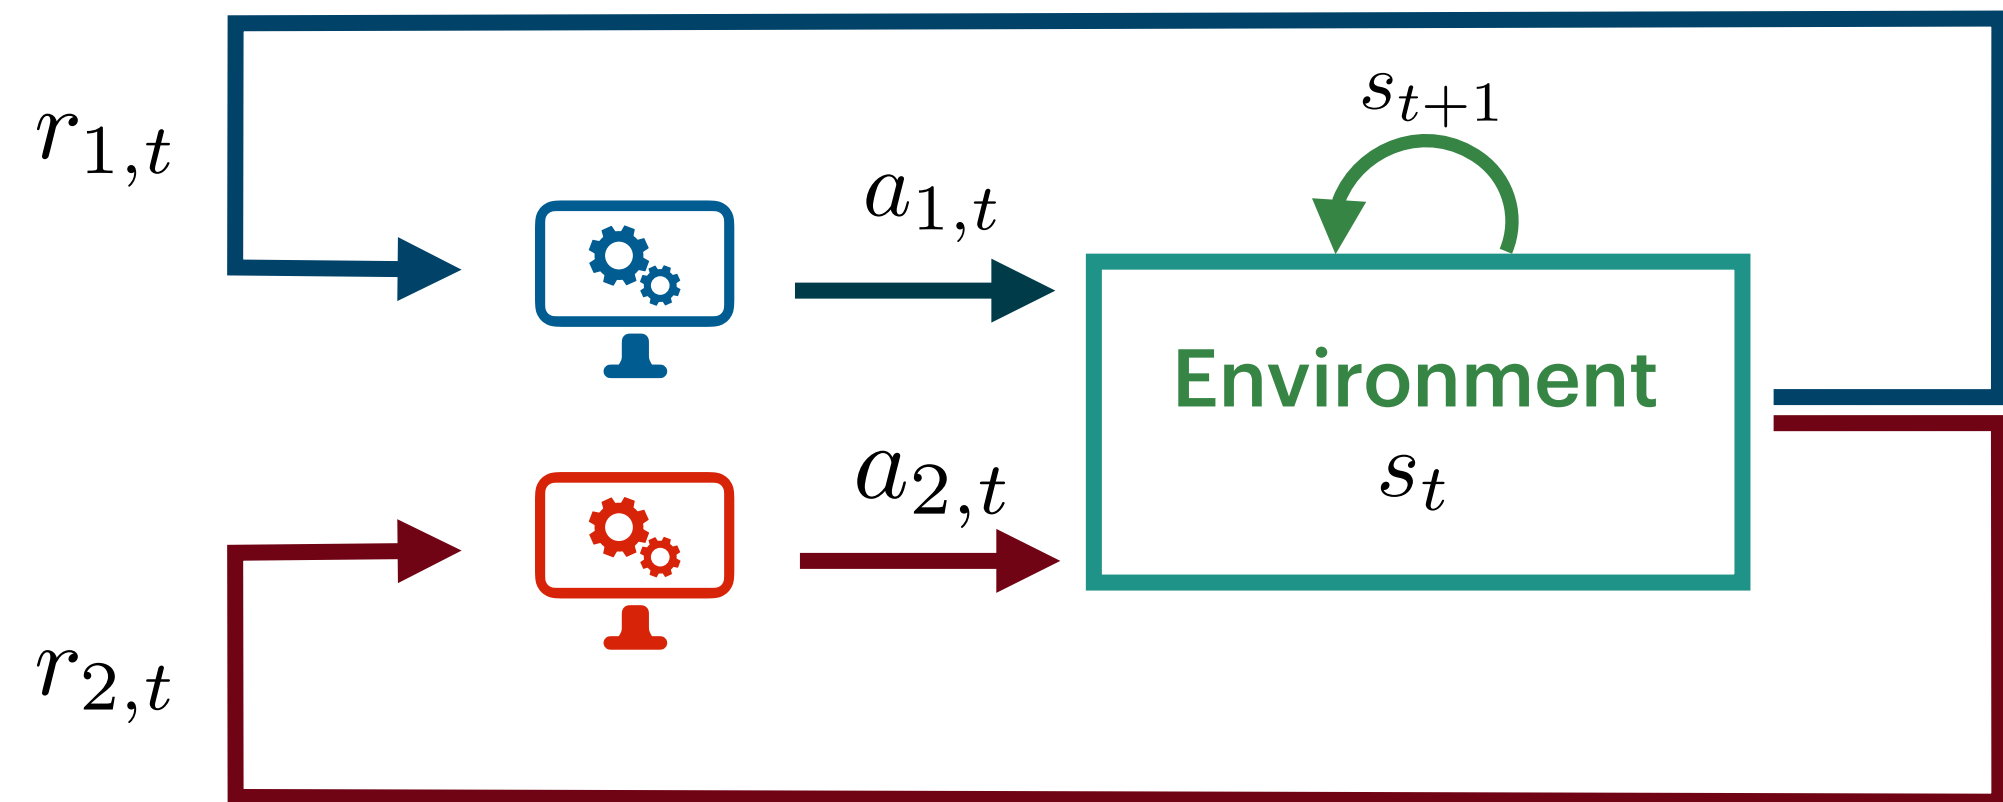 s_{t+1}
r_{1,t}
a_{1,t}
Environment
a_{2,t}
s_t
r_{2,t}